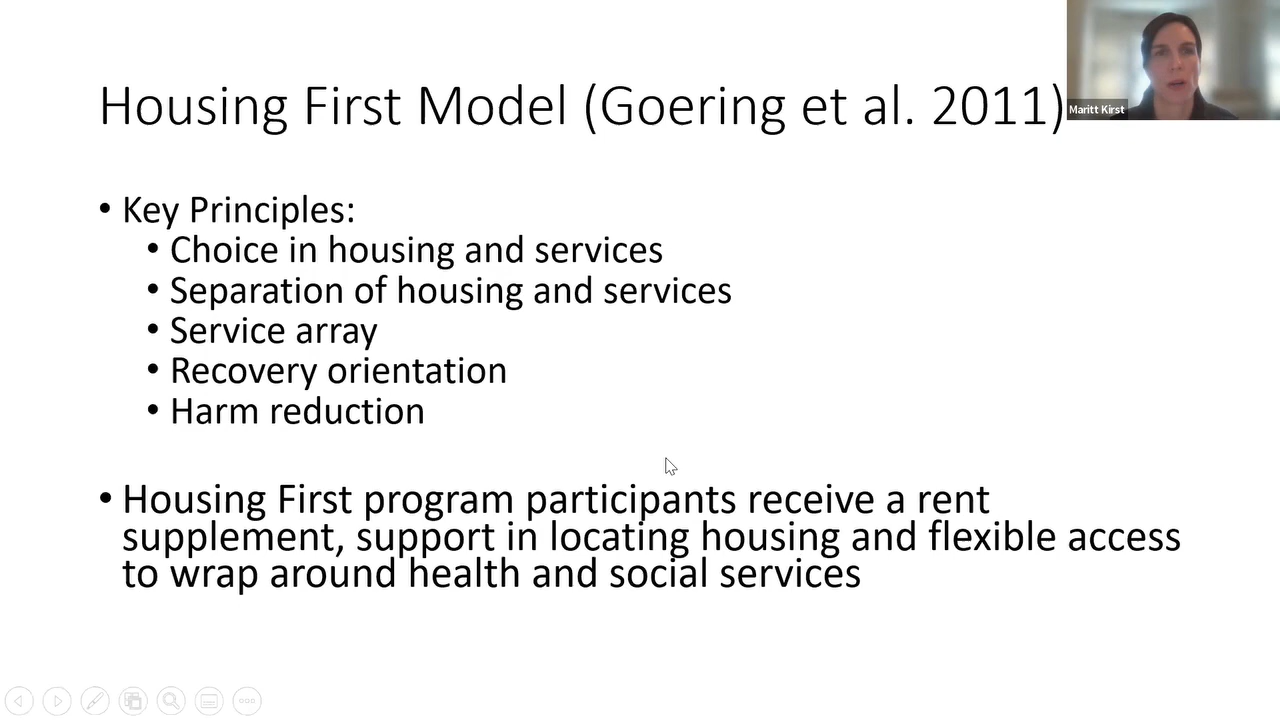 Housing First Model (Goering et al. 2011)
Maritt Kirst
• Key Principles:
• Choice in housing and services
• Separation of housing and services
• Service array
• Recovery orientation
• Harm reduction
• Housing First program participants receive a rent
supplement, support in locating housing and flexible access
to wrap around health and social services